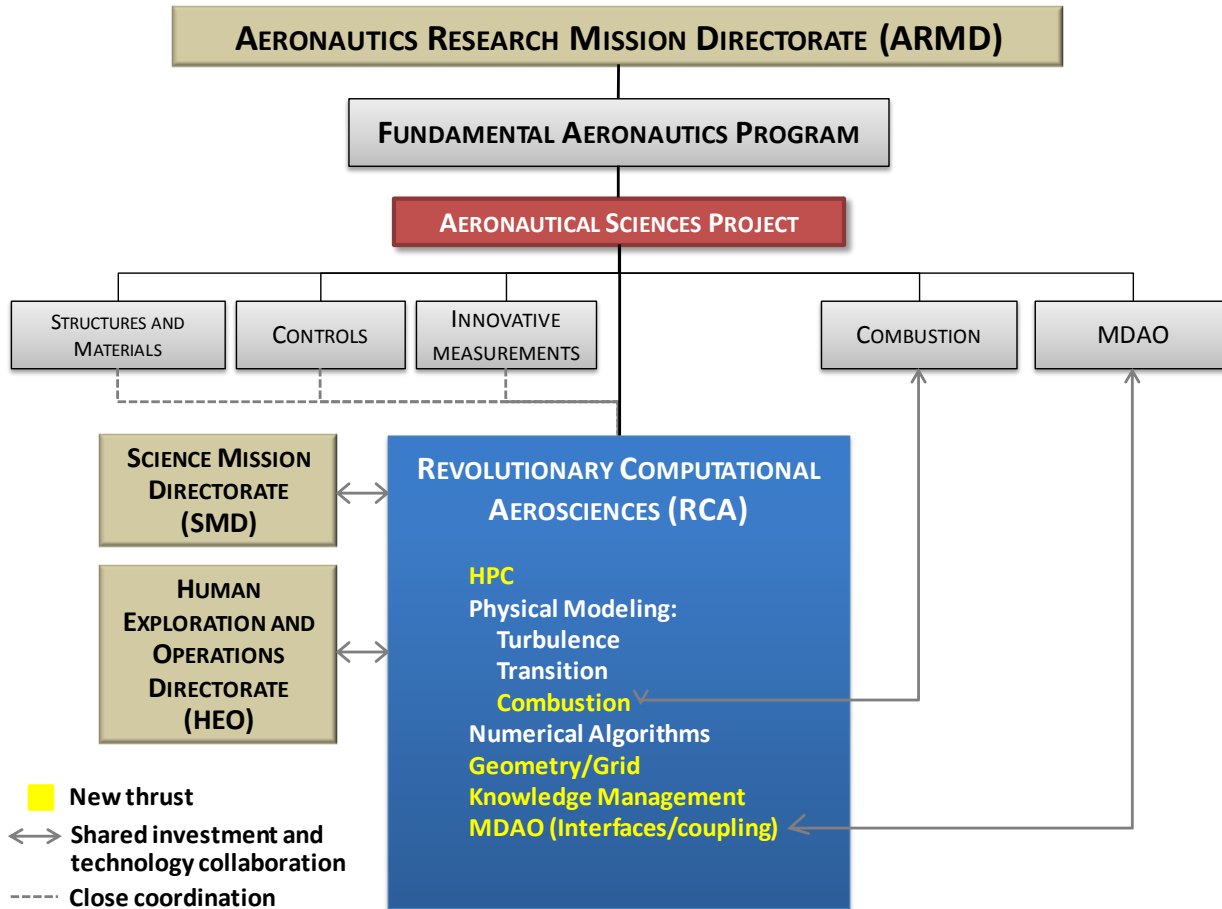 AERONAUTICS RESEARCH MISSION DIRECTORATE (ARMD)
FUNDAMENTAL AERONAUTICS PROGRAM
AERONAUTICAL SCIENCES PROJECT
STRUCTURES AND
MATERIALS
CONTROLS
INNOVATIVE
MEASUREMENTS
COMBUSTION
MDAO
SCIENCE MISSION
DIRECTORATE
(SMD)
HUMAN
EXPLORATION AND
OPERATIONS
DIRECTORATE
(HEO)
REVOLUTIONARY COMPUTATIONAL
AEROSCIENCES (RCA)
HPC
Physical Modeling:
Turbulence
Transition
Combustion
Numerical Algorithms
Geometry/Grid
Knowledge Management
MDAO (Interfaces/coupling)
New thrust
Shared investment and
technology collaboration
Close coordination